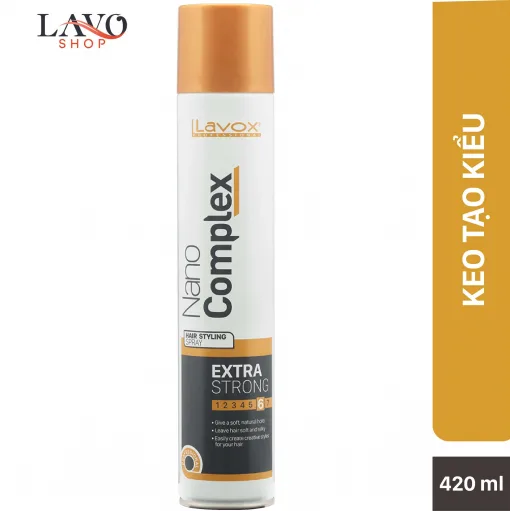 LAVO
SHOP
Lavox
PROFESSIONAL
Nano
Complex
HAIR STYLING
SPRAY
EXTRA
STRONG
1 2 3 4 5 6 7
• Give a soft, natural hold
• Leave hair soft and silky
• Easily create creative styles
for your hair
KEO TẠO KIỂU
420 ml